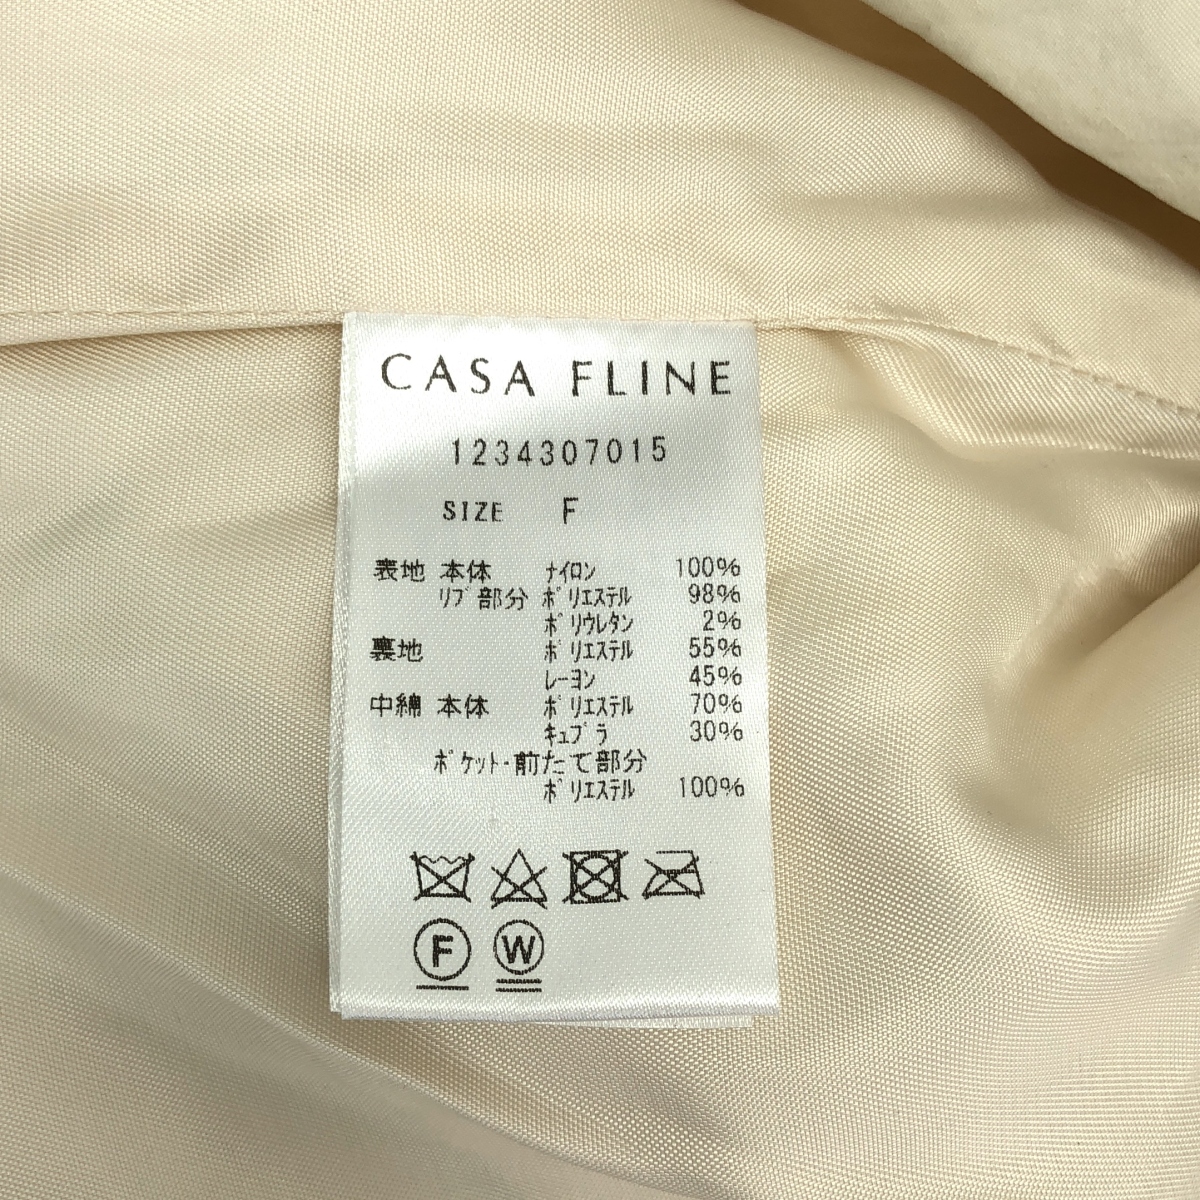 CASA FLINE
1234307015
SIZE F
表地 本体 ナイロン 100%
リブ部分 ポリエステル 98%
ポリウレタン 2%
裏地 ポリエステル 55%
レーヨン 45%
中綿 本体 ポリエステル 70%
キュプラ 30%
ポケット・前たて部分
ポリエステル 100%
F W